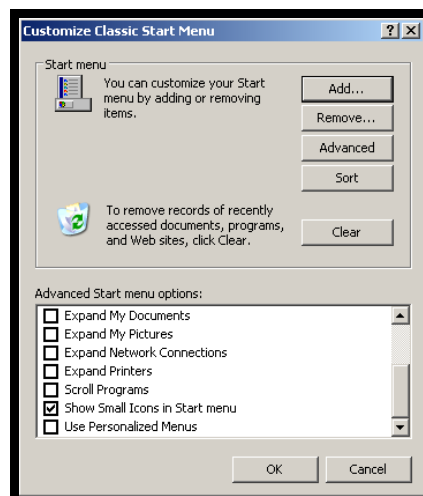 Customize Classic Start Menu
Start menu
You can customize your Start
menu by adding or removing
items.
Add...
Remove...
Advanced
Sort
To remove records of recently
accessed documents, programs,
and Web sites, click Clear.
Clear
Advanced Start menu options:
Expand My Documents
Expand My Pictures
Expand Network Connections
Expand Printers
Scroll Programs
Show Small Icons in Start menu
Use Personalized Menus
OK
Cancel